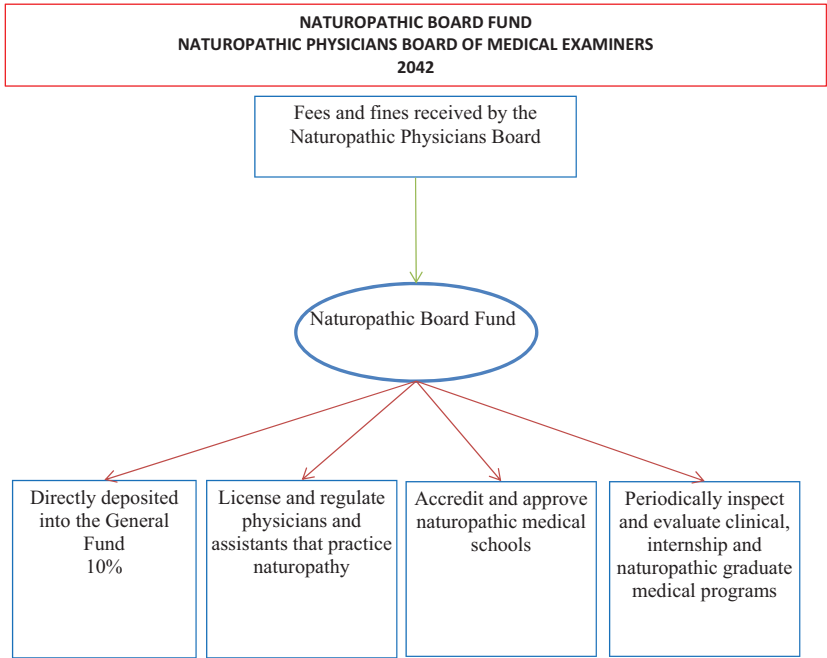 NATUROPATHIC BOARD FUND
NATUROPATHIC PHYSICIANS BOARD OF MEDICAL EXAMINERS
2042
Fees and fines received by the
Naturopathic Physicians Board
Naturopathic Board Fund
Directly deposited
into the General
Fund
10%
License and regulate
physicians and
assistants that practice
naturopathy
Accredit and approve
naturopathic medical
schools
Periodically inspect
and evaluate clinical,
internship and
naturopathic graduate
medical programs